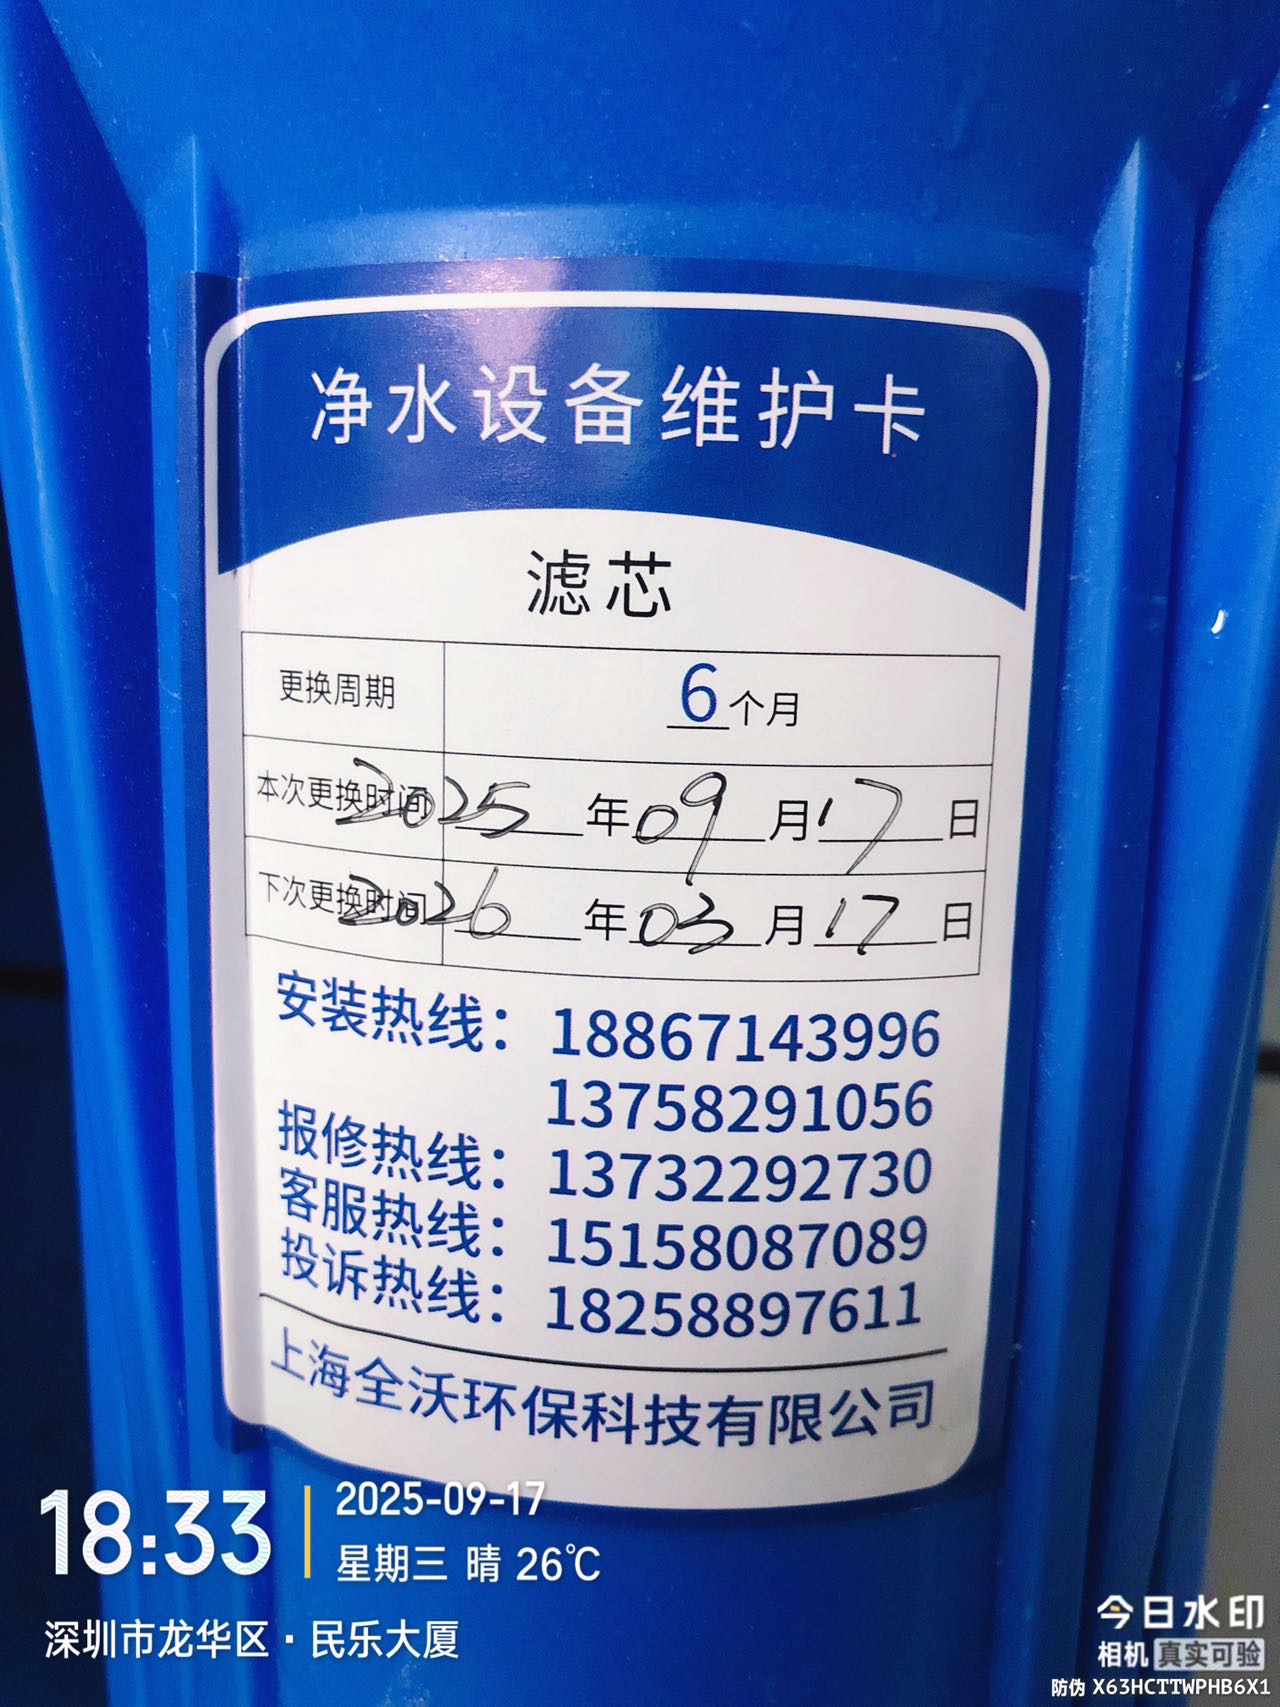 净水设备维护卡
滤芯
更换周期 6个月
本次更换时间 2025年09月17日
下次更换时间 2026年03月17日
安装热线：18867143996
13758291056
报修热线：13732292730
客服热线：15158087089
投诉热线：18258897611
上海全沃环保科技有限公司
18:33
2025-09-17
星期三 晴 26℃
深圳市龙华区·民乐大厦
今日水印
相机 真实可验
防伪 X63HCTTWPHB6X1